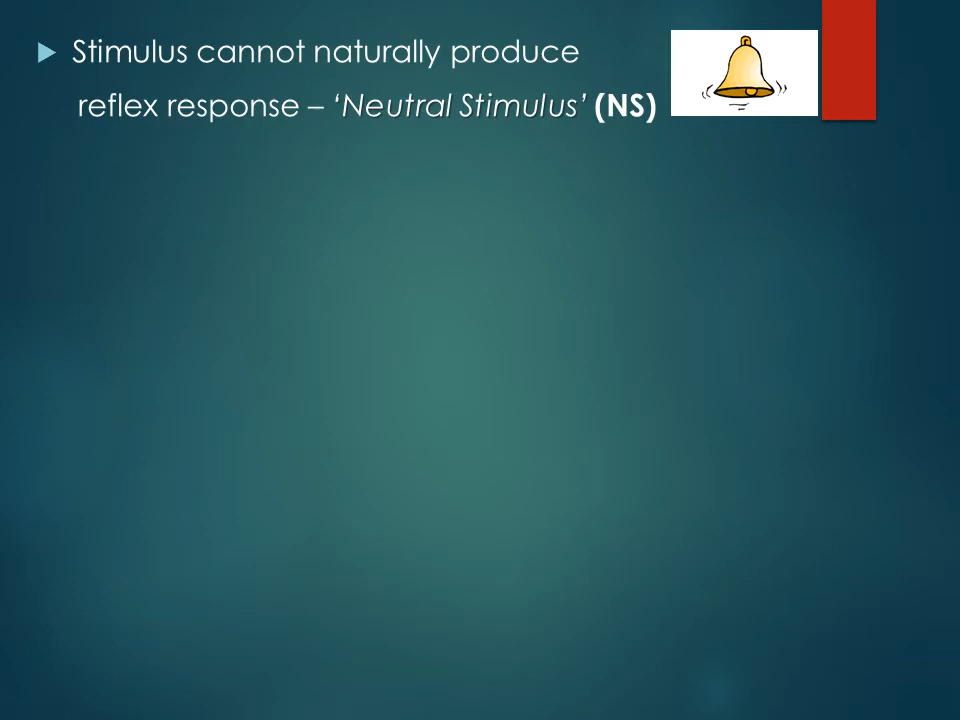 Stimulus cannot naturally produce
reflex response – ‘Neutral Stimulus’ (NS)